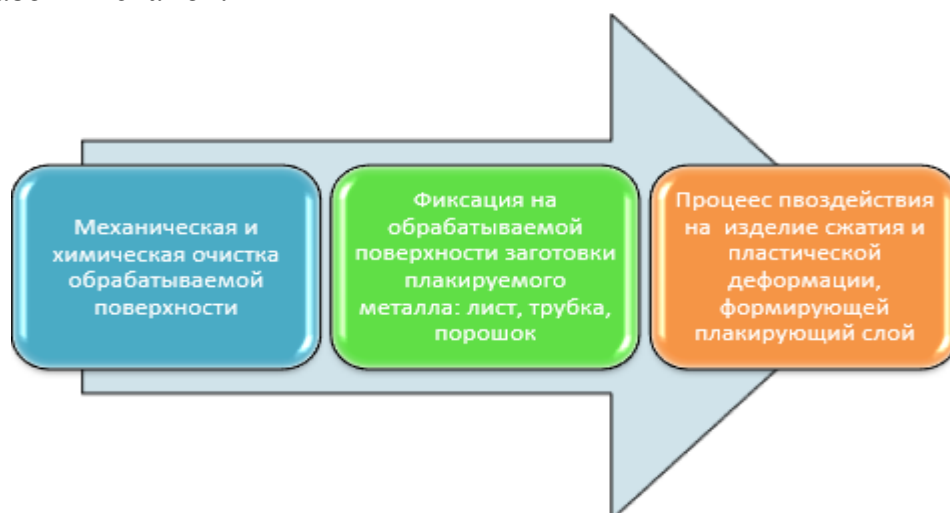 Механическая и
химическая очистка
обрабатываемой
поверхности
Фиксация на
обрабатываемой
поверхности заготовки
плакируемого
металла: лист, трубка,
порошок
Процеес пвоздействия
на изделие сжатия и
пластической
деформации,
формирующей
плакирующий слой